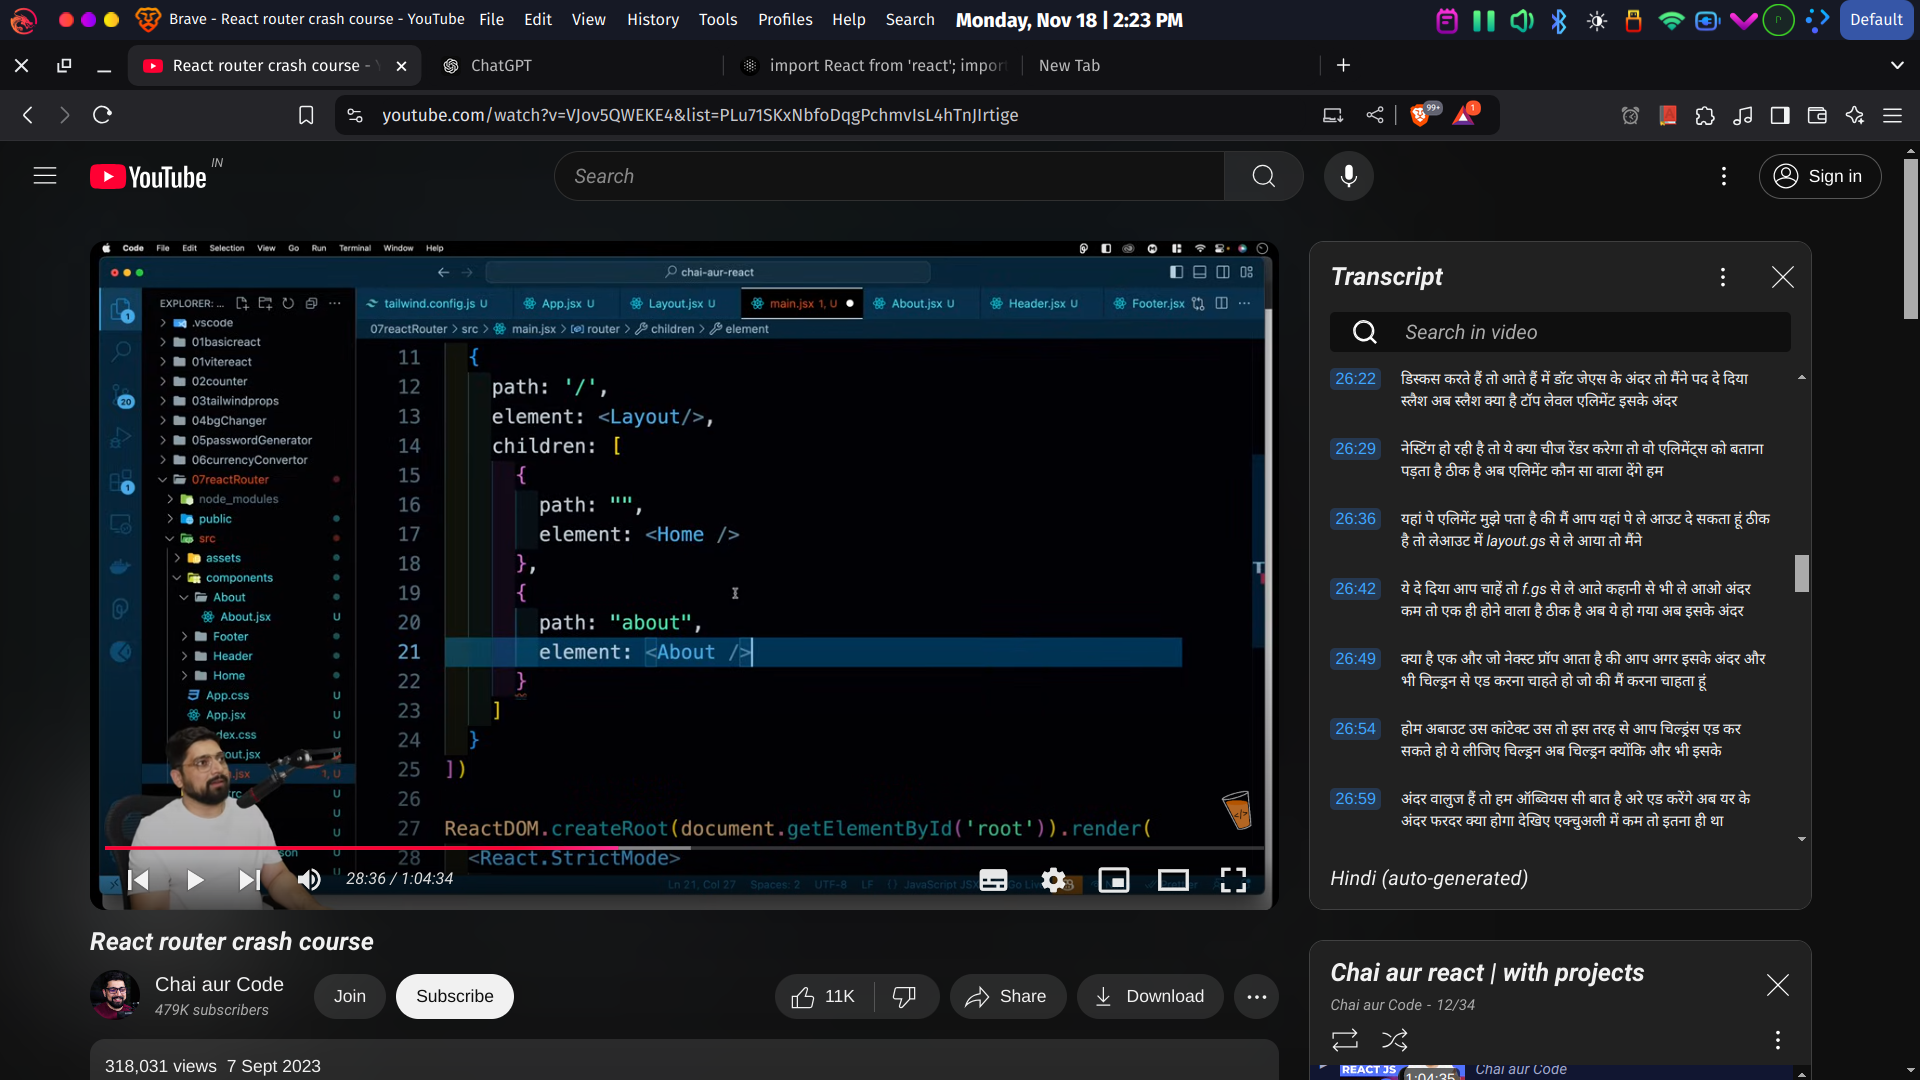 Brave - React router crash course - YouTube File Edit View History Tools Profiles Help Search Monday, Nov 18 | 2:23 PM Default
React router crash course - ChatGPT import React from 'react'; impor New Tab
youtube.com/watch?v=VJov5QWEKE4&list=PLu71SKxNbfoDqgPchmvIsL4hTnJIrtige 99+ 1
YouTube IN Search Sign in
Code File Edit Selection View Go Run Terminal Window Help
chai-aur-react
EXPLORER: ...
tailwind.config.js U App.jsx U Layout.jsx U main.jsx 1, U About.jsx U Header.jsx U Footer.jsx
07reactRouter > src > main.jsx > router > children > element
.vscode
01basicreact
01vitereact
02counter
03tailwindprops
04bgChanger
05passwordGenerator
06currencyConvertor
07reactRouter
node_modules
public
src
assets
components
About
About.jsx
Footer
Header
Home
App.css U
App.jsx U
dex.css U
out.jsx
.jsx 1, U
11 {
12 path: '/',
13 element: <Layout/>,
14 children: [
15 {
16 path: "",
17 element: <Home />
18 },
19 {
20 path: "about",
21 element: <About />
22 }
23 ]
24 }
25 ])
26
27 ReactDOM.createRoot(document.getElementById('root')).render(
28 <React.StrictMode>
Ln 21, Col 27 Spaces: 2 UTF-8 LF {} JavaScript JSX
28:36 / 1:04:34
Transcript
Search in video
26:22 डिस्कस करते हैं तो आते हैं में डॉट जेएस के अंदर तो मैंने पद दे दिया
स्लैश अब स्लैश क्या है टॉप लेवल एलिमेंट इसके अंदर
26:29 नेस्टिंग हो रही है तो ये क्या चीज रेंडर करेगा तो वो एलिमेंट्स को बताना
पड़ता है ठीक है अब एलिमेंट कौन सा वाला देंगे हम
26:36 यहां पे एलिमेंट मुझे पता है की मैं आप यहां पे ले आउट दे सकता हूं ठीक
है तो लेआउट में layout.gs से ले आया तो मैंने
26:42 ये दे दिया आप चाहें तो f.gs से ले आते कहानी से भी ले आओ अंदर
कम तो एक ही होने वाला है ठीक है अब ये हो गया अब इसके अंदर
26:49 क्या है एक और जो नेक्स्ट प्रॉप आता है की आप अगर इसके अंदर और
भी चिल्ड्रन से एड करना चाहते हो जो की मैं करना चाहता हूं
26:54 होम अबाउट उस कांटेक्ट उस तो इस तरह से आप चिल्ड्रंस एड कर
सकते हो ये लीजिए चिल्ड्रन अब चिल्ड्रन क्योंकि और भी इसके
26:59 अंदर वालुज हैं तो हम ऑब्वियस सी बात है अरे एड करेंगे अब यर के
अंदर फरदर क्या होगा देखिए एक्चुअली में कम तो इतना ही था
Hindi (auto-generated)
React router crash course
Chai aur Code
479K subscribers
Join Subscribe 11K Share Download
318,031 views 7 Sept 2023
Chai aur react | with projects
Chai aur Code - 12/34
REACT JS Chai aur Code
1:04:35